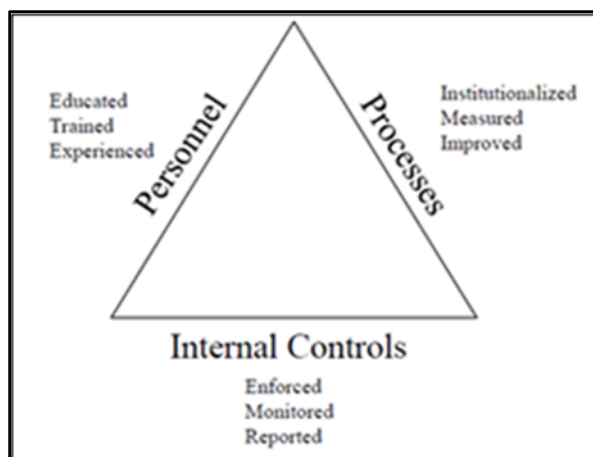 Educated
Trained
Experienced
Personnel
Processes
Institutionalized
Measured
Improved
Internal Controls
Enforced
Monitored
Reported